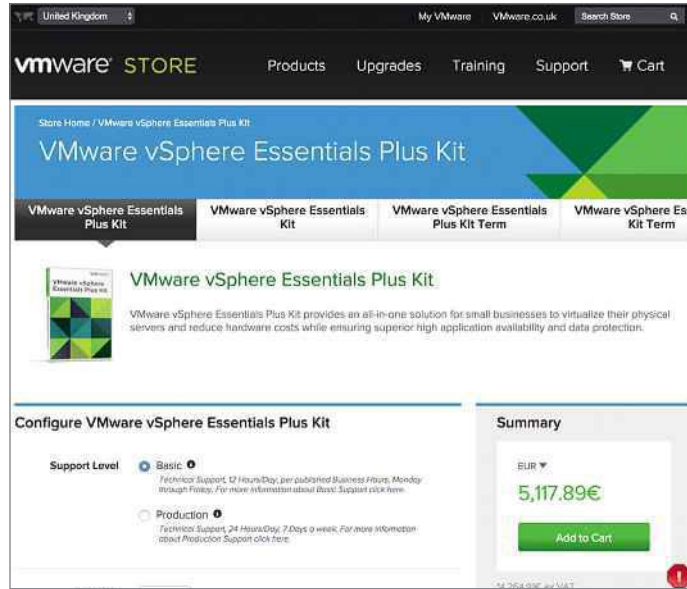 United Kingdom
My VMware VMware.co.uk Search Store
vmware STORE Products Upgrades Training Support Cart
Store Home / VMware vSphere Essentials Plus Kit
VMware vSphere Essentials Plus Kit
VMware vSphere Essentials
Plus Kit
VMware vSphere Essentials
Kit
VMware vSphere Essentials
Plus Kit Term
VMware vSphere Es
Kit Term
VMware vSphere
Essentials Plus Kit
VMware vSphere Essentials Plus Kit
VMware vSphere Essentials Plus Kit provides an all-in-one solution for small businesses to virtualize their physical
servers and reduce hardware costs while ensuring superior high application availability and data protection.
Configure VMware vSphere Essentials Plus Kit
Support Level
Basic
Technical Support, 12 Hours/Day, per published Business Hours, Monday
through Friday. For more information about Basic Support click here.
Production
Technical Support, 24 Hours/Day, 7 Days a week. For more information
about Production Support click here.
Summary
EUR
5,117.89€
Add to Cart